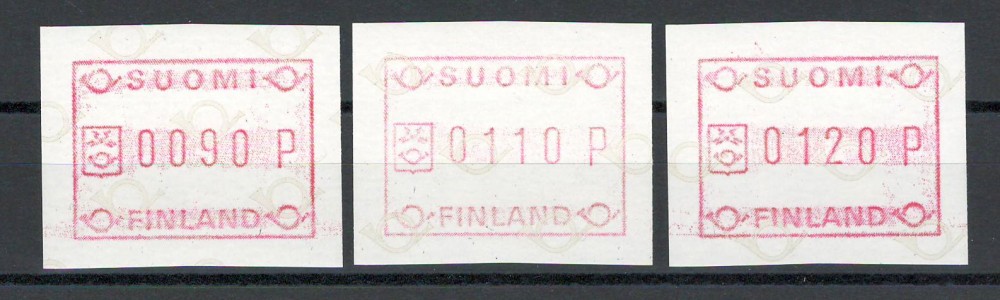 SUOMI
0090 P
FINLAND
SUOMI
0110 P
FINLAND
SUOMI
0120 P
FINLAND